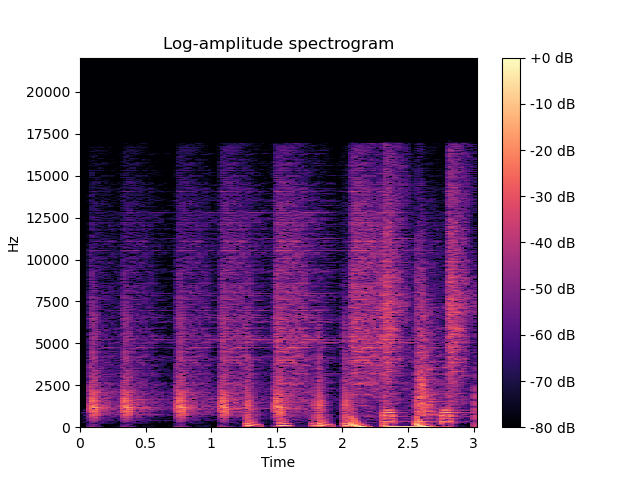 Log-amplitude spectrogram
+0 dB
20000
-10 dB
17500
-20 dB
15000
-30 dB
12500
Hz
-40 dB
10000
-50 dB
7500
5000
-60 dB
2500
-70 dB
0
-80 dB
0 0.5 1 1.5 2 2.5 3
Time